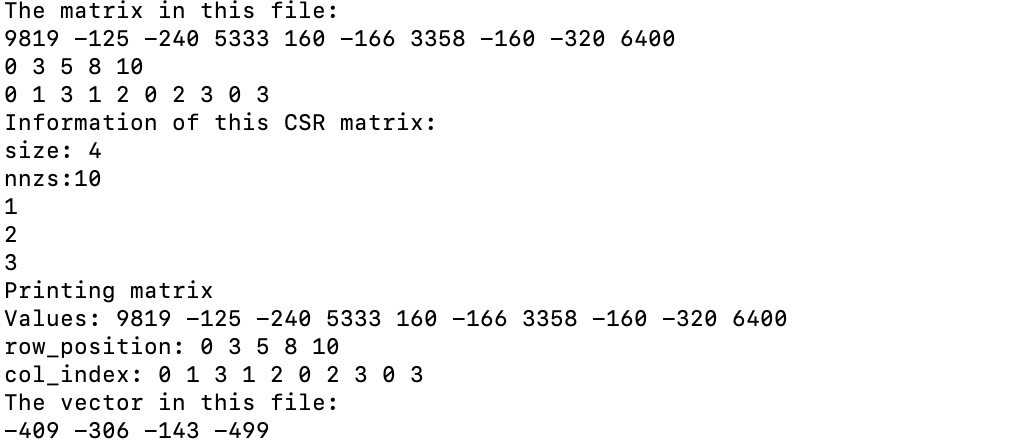 The matrix in this file:
9819 -125 -240 5333 160 -166 3358 -160 -320 6400
0 3 5 8 10
0 1 3 1 2 0 2 3 0 3
Information of this CSR matrix:
size: 4
nnzs:10
1
2
3
Printing matrix
Values: 9819 -125 -240 5333 160 -166 3358 -160 -320 6400
row_position: 0 3 5 8 10
col_index: 0 1 3 1 2 0 2 3 0 3
The vector in this file:
-409 -306 -143 -499